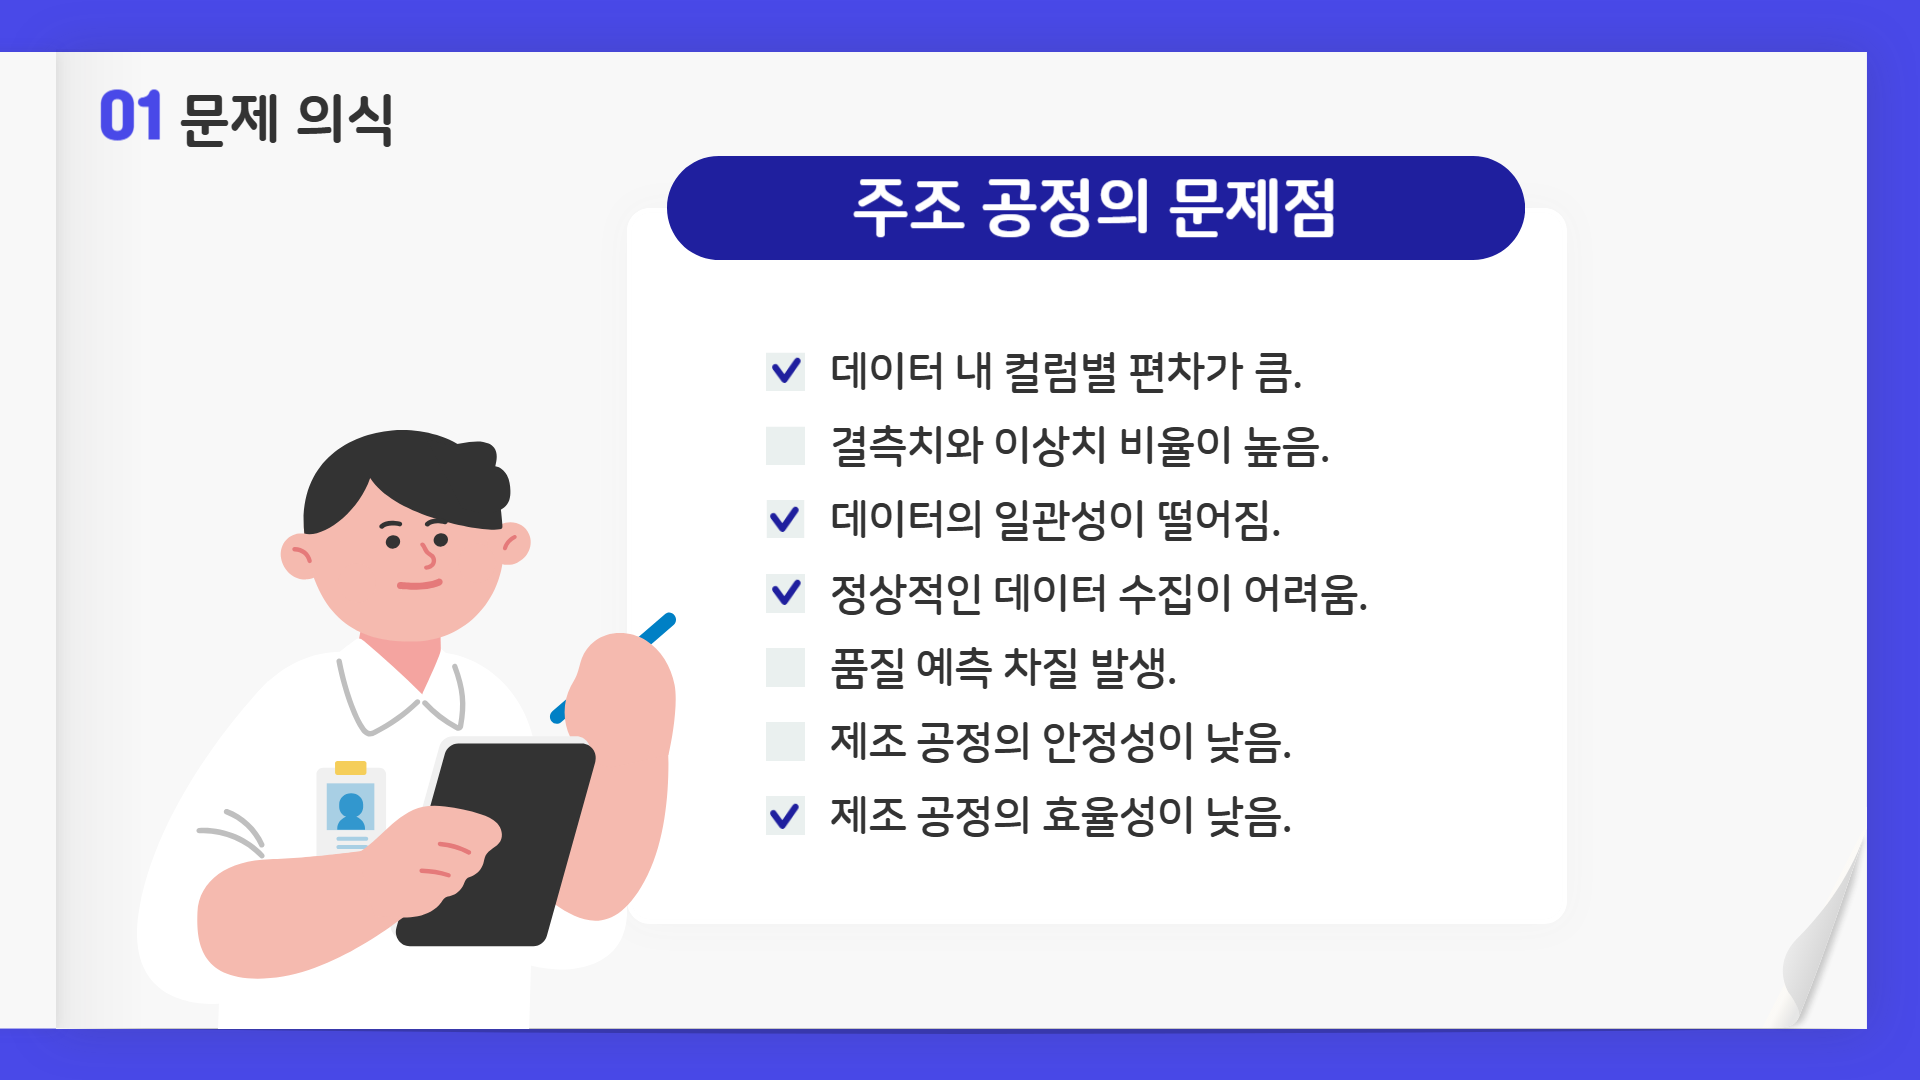 01 문제 의식
주조 공정의 문제점
데이터 내 컬럼별 편차가 큼.
결측치와 이상치 비율이 높음.
데이터의 일관성이 떨어짐.
정상적인 데이터 수집이 어려움.
품질 예측 차질 발생.
제조 공정의 안정성이 낮음.
제조 공정의 효율성이 낮음.